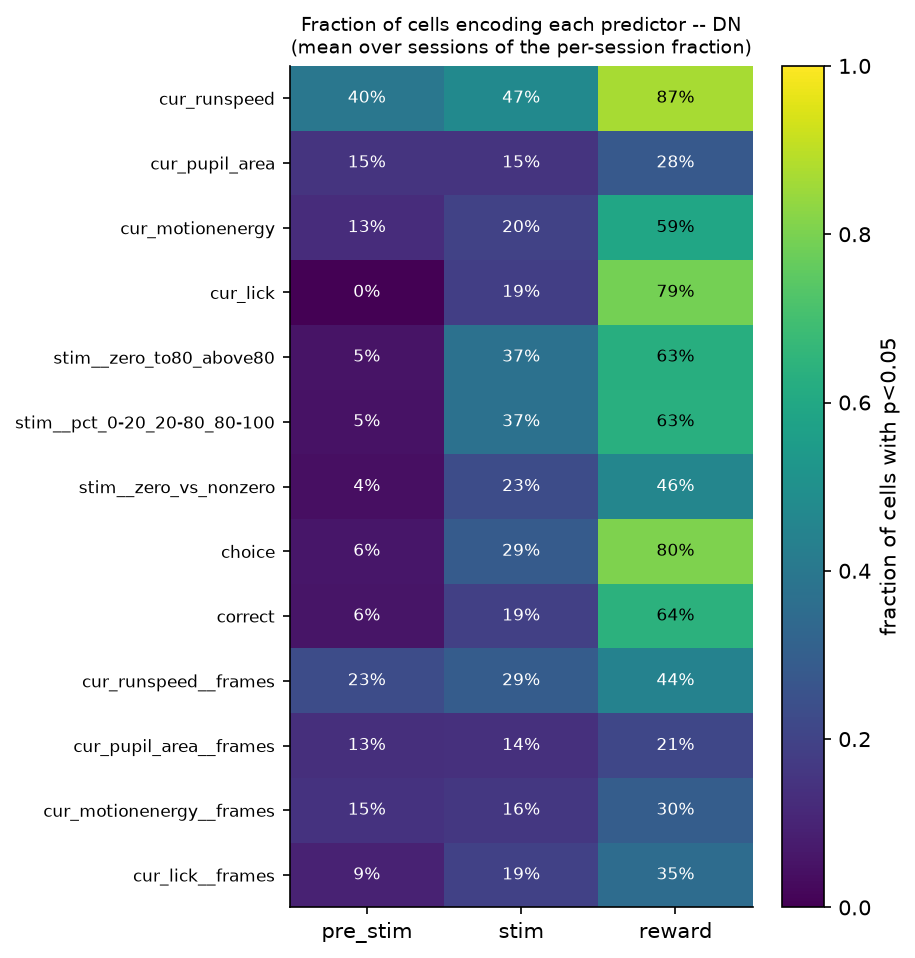 Fraction of cells encoding each predictor -- DN
(mean over sessions of the per-session fraction)
cur_runspeed 40% 47% 87%
cur_pupil_area 15% 15% 28%
cur_motionenergy 13% 20% 59%
cur_lick 0% 19% 79%
stim__zero_to80_above80 5% 37% 63%
stim__pct_0-20_20-80_80-100 5% 37% 63%
stim__zero_vs_nonzero 4% 23% 46%
choice 6% 29% 80%
correct 6% 19% 64%
cur_runspeed__frames 23% 29% 44%
cur_pupil_area__frames 13% 14% 21%
cur_motionenergy__frames 15% 16% 30%
cur_lick__frames 9% 19% 35%
pre_stim stim reward
1.0
0.8
0.6
0.4
0.2
0.0
fraction of cells with p<0.05